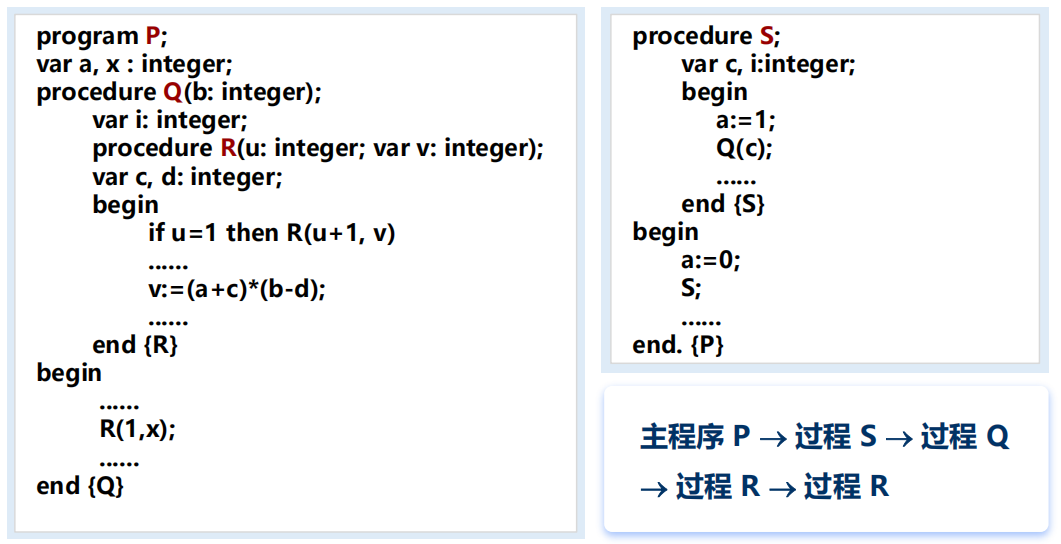 program P;
var a, x : integer;
procedure Q(b: integer);
var i: integer;
procedure R(u: integer; var v: integer);
var c, d: integer;
begin
if u=1 then R(u+1, v)
......
v:=(a+c)*(b-d);
......
end {R}
begin
......
R(1,x);
......
end {Q}
procedure S;
var c, i:integer;
begin
a:=1;
Q(c);
......
end {S}
begin
a:=0;
S;
......
end. {P}
主程序 P → 过程 S → 过程 Q
→ 过程 R → 过程 R